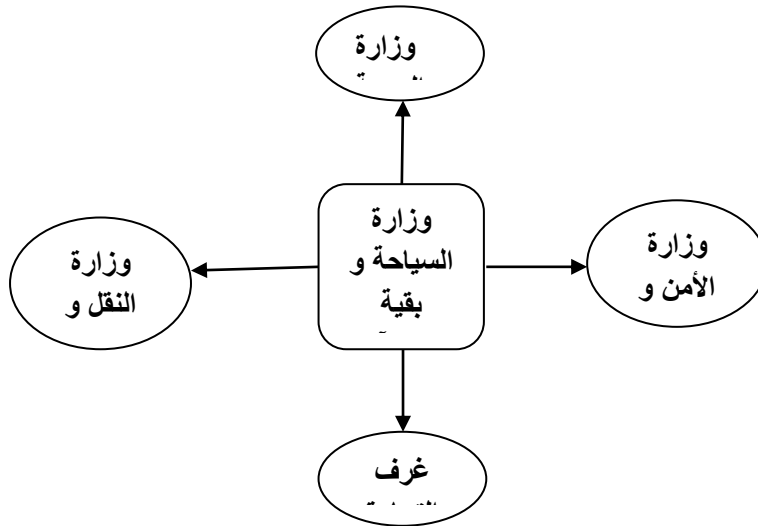 وزارة
وزارة
السياحة و
بقية
وزارة
الأمن و
وزارة
النقل و
غرف